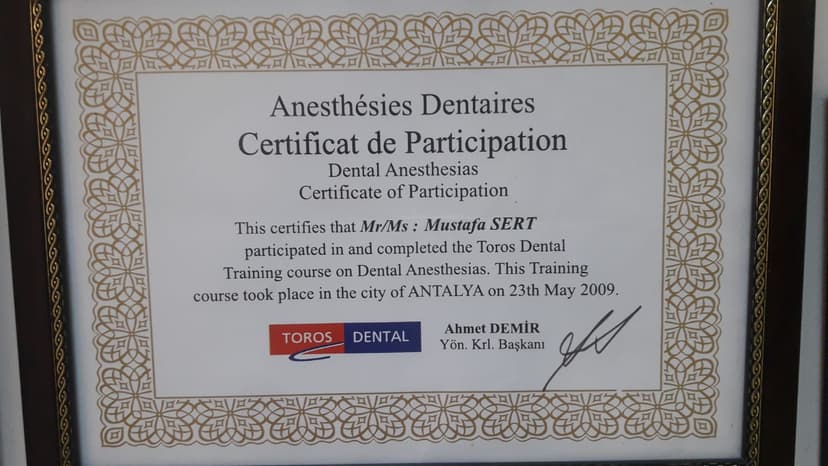 Anesthésies Dentaires
Certificat de Participation
Dental Anesthesias
Certificate of Participation
This certifies that Mr/Ms : Mustafa SERT
participated in and completed the Toros Dental
Training course on Dental Anesthesias. This Training
course took place in the city of ANTALYA on 23th May 2009.
TOROS DENTAL
Ahmet DEMİR
Yön. Krl. Başkanı